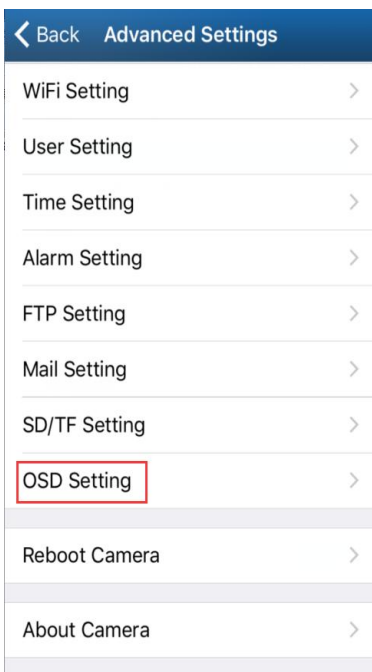 Back Advanced Settings
WiFi Setting
User Setting
Time Setting
Alarm Setting
FTP Setting
Mail Setting
SD/TF Setting
OSD Setting
Reboot Camera
About Camera